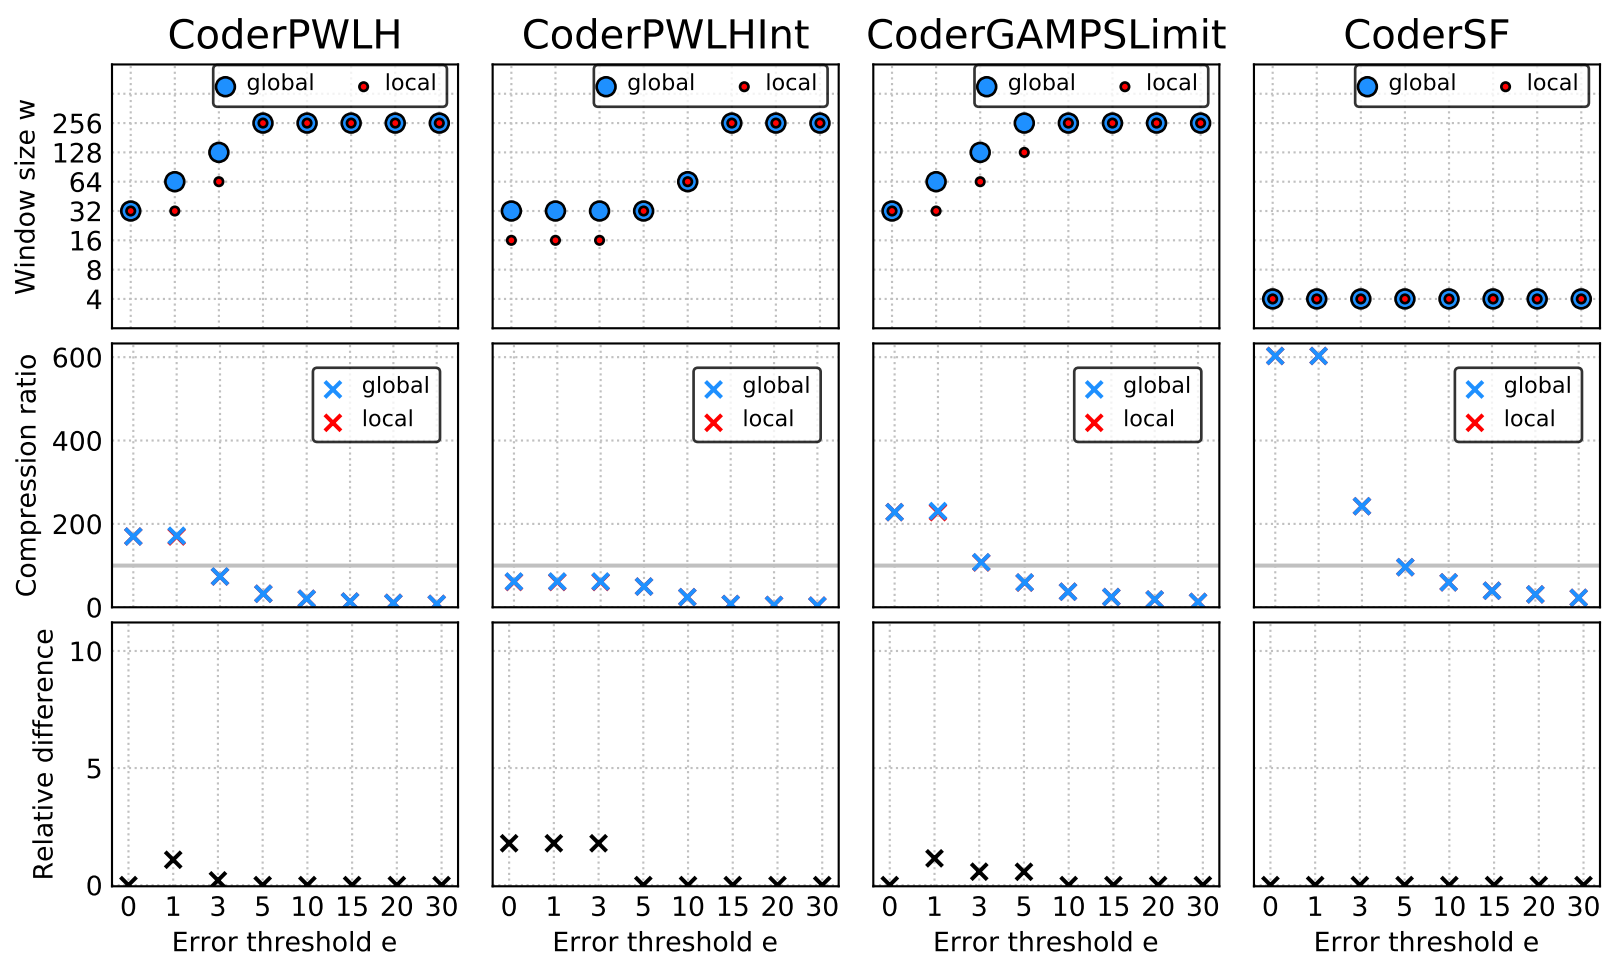 CoderPWLH CoderPWLHInt CoderGAMPSLimit CoderSF
Window size w
256
128
64
32
16
8
4
global local
global local
global local
global local
Compression ratio
600
400
200
0
global
local
global
local
global
local
global
local
Relative difference
10
5
0
0 1 3 5 10 15 20 30
0 1 3 5 10 15 20 30
0 1 3 5 10 15 20 30
0 1 3 5 10 15 20 30
Error threshold e
Error threshold e
Error threshold e
Error threshold e